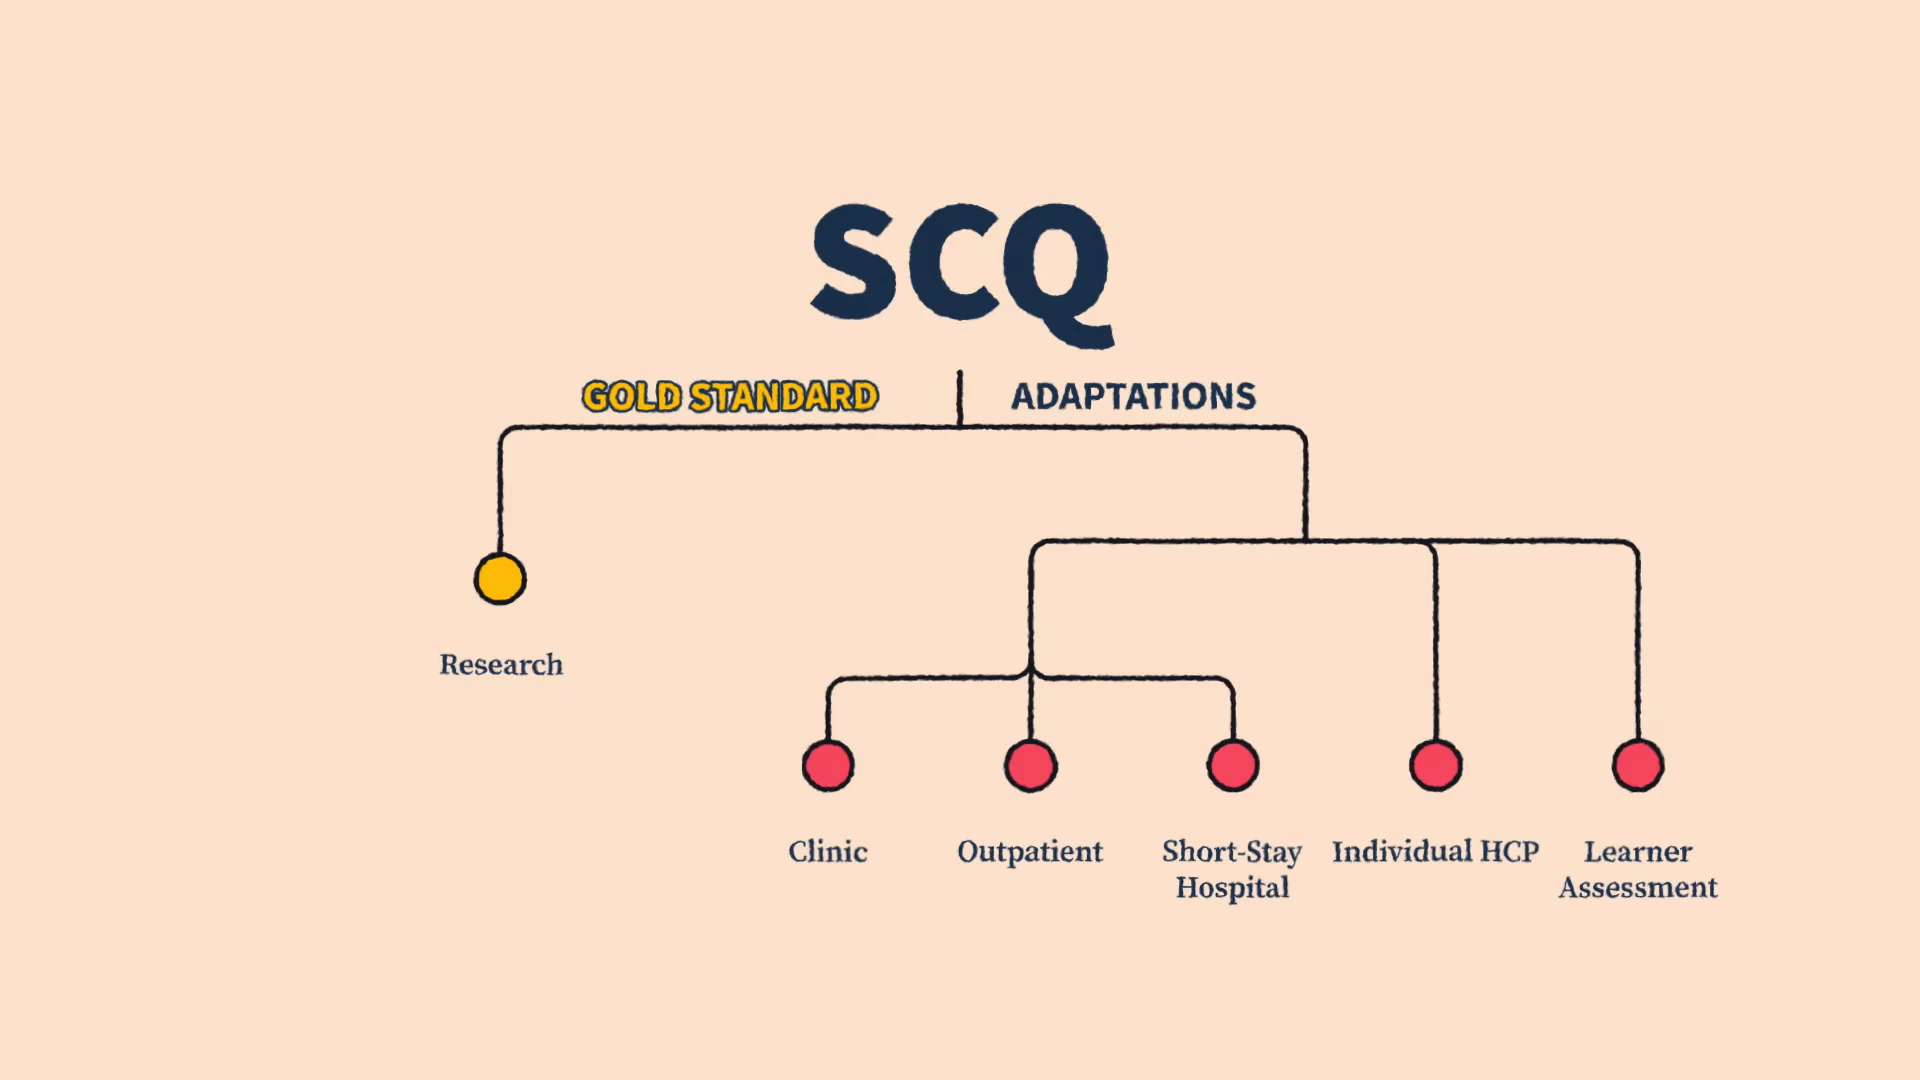 SCQ
GOLD STANDARD
ADAPTATIONS
Research
Clinic
Outpatient
Short-Stay
Hospital
Individual HCP
Learner
Assessment